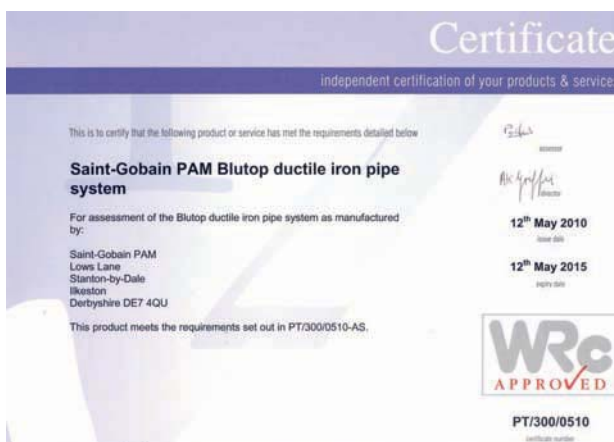 Certificate
independent certification of your products & service
This is to certify that the following product or service has met the requirements detailed below
Saint-Gobain PAM Blutop ductile iron pipe
system
For assessment of the Blutop ductile iron pipe system as manufactured
by:
Saint-Gobain PAM
Lows Lane
Stanton-by-Dale
Ilkeston
Derbyshire DE7 4QU
This product meets the requirements set out in PT/300/0510-AS.
assessor
director
12th May 2010
issue date
12th May 2015
expiry date
WRc
APPROVED
PT/300/0510
certificate number